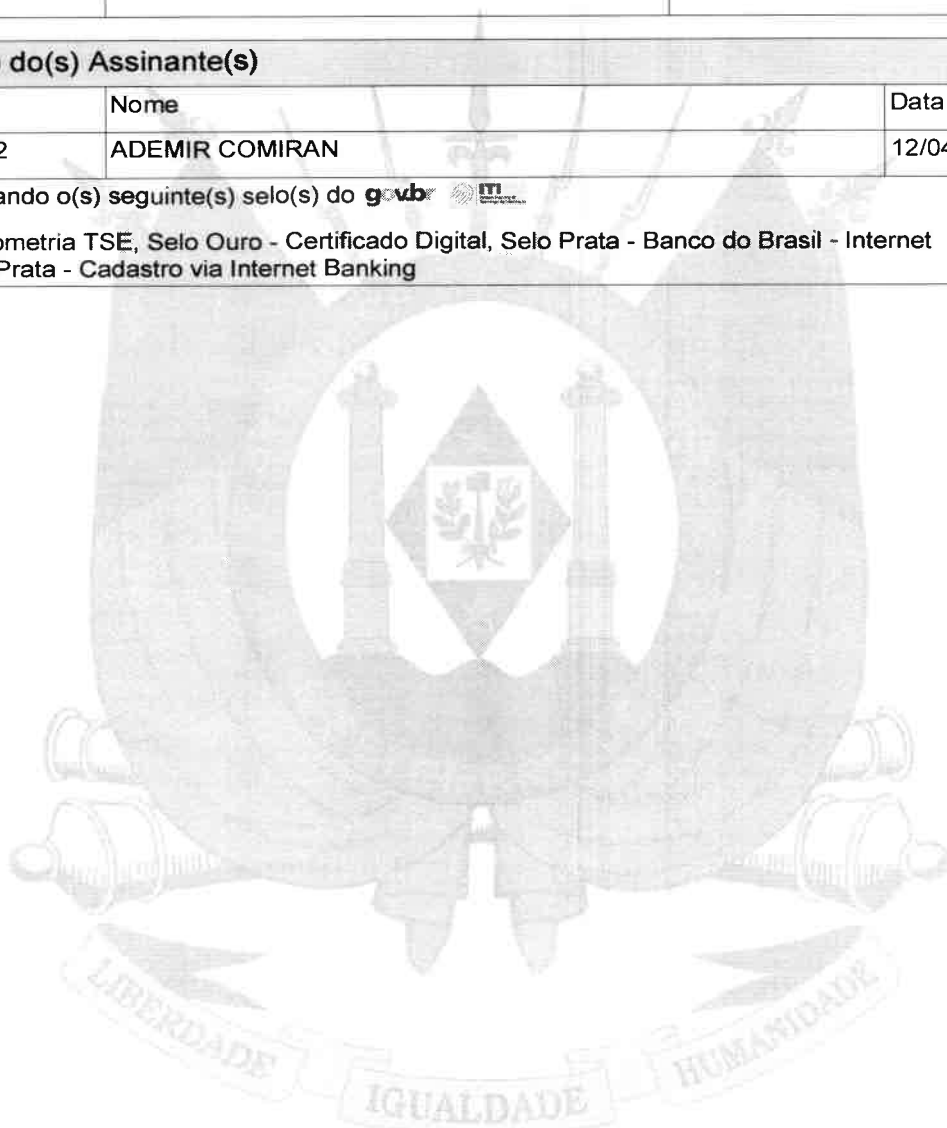 do(s) Assinante(s)
Nome Data
2 ADEMIR COMIRAN 12/04
ando o(s) seguinte(s) selo(s) do gov.br ITI
ometria TSE, Selo Ouro - Certificado Digital, Selo Prata - Banco do Brasil - Internet
Prata - Cadastro via Internet Banking
LIBERDADE IGUALDADE HUMANIDADE